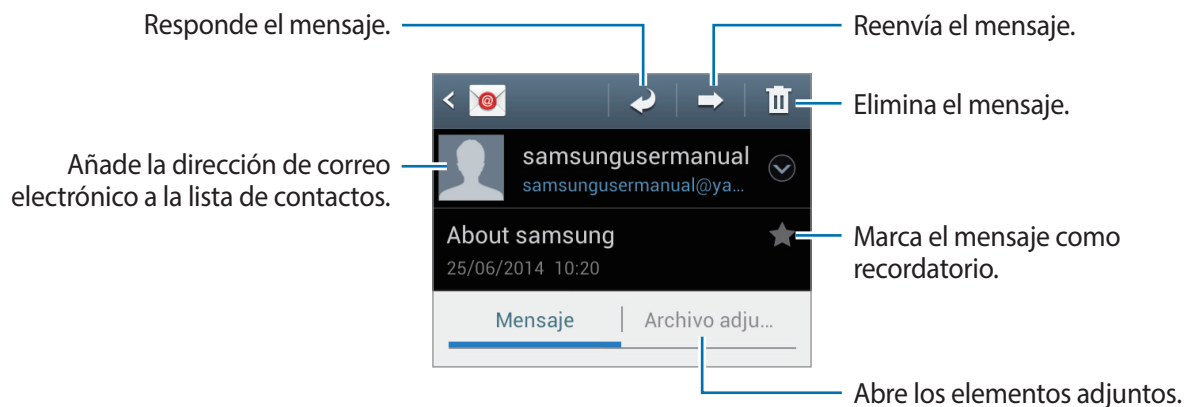 Responde el mensaje.
Reenvía el mensaje.
Elimina el mensaje.
Añade la dirección de correo
electrónico a la lista de contactos.
samsungusermanual
samsungusermanual@ya...
About samsung
25/06/2014 10:20
Marca el mensaje como
recordatorio.
Mensaje
Archivo adju...
Abre los elementos adjuntos.